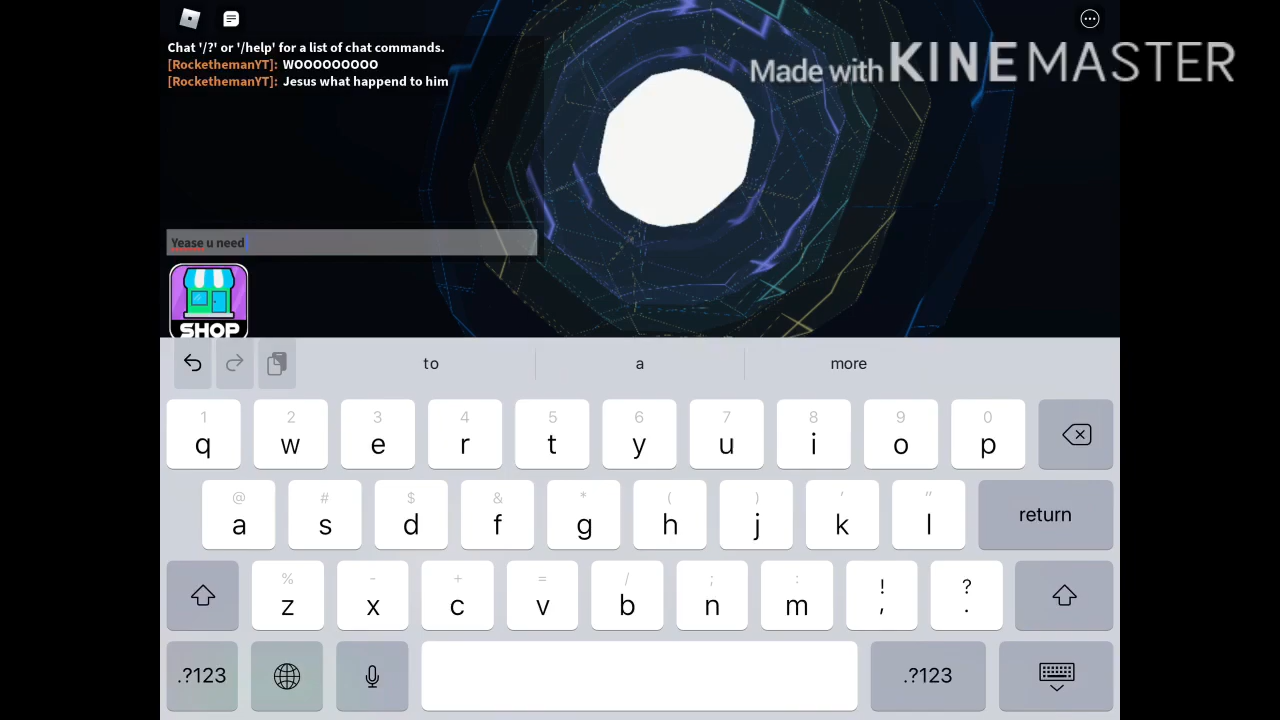 Chat '/?' or '/help' for a list of chat commands.
[RockethemanYT]: WOOOOOOOOO
[RockethemanYT]: Jesus what happend to him
Made with KINEMASTER
Yease u need
SHOP
to a more
1 2 3 4 5 6 7 8 9 0
q w e r t y u i o p
@ # $ & * ( ) ' "
a s d f g h j k l return
% - + = / ; : ! ?
z x c v b n m , .
.?123 .?123